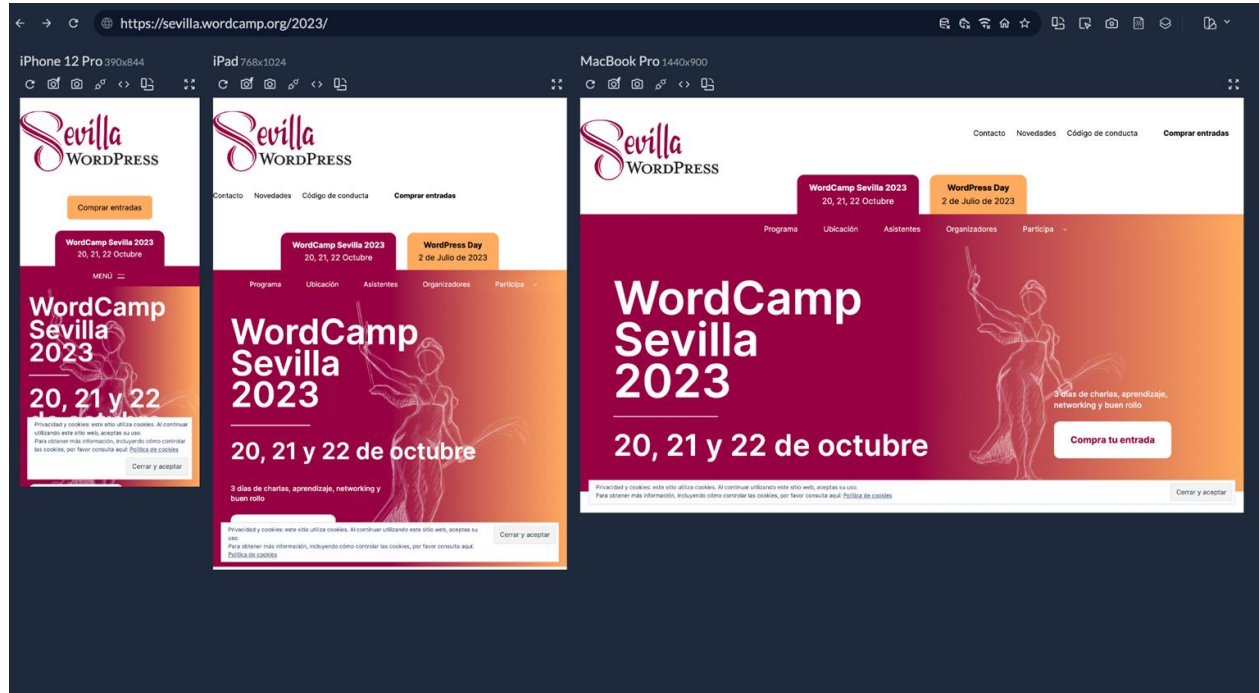 https://sevilla.wordcamp.org/2023/
iPhone 12 Pro 390x844
Sevilla
WORDPRESS
Comprar entradas
WordCamp Sevilla 2023
20, 21, 22 Octubre
MENÚ
WordCamp
Sevilla
2023
20, 21 y 22
de octubre
Privacidad y cookies: este sitio utiliza cookies. Al continuar
utilizando este sitio web, aceptas su uso.
Para obtener más información, incluyendo cómo controlar
las cookies, por favor consulta aquí: Política de cookies
Cerrar y aceptar
iPad 768x1024
Sevilla
WORDPRESS
Contacto Novedades Código de conducta Comprar entradas
WordCamp Sevilla 2023
20, 21, 22 Octubre
WordPress Day
2 de Julio de 2023
Programa Ubicación Asistentes Organizadores Participa
WordCamp
Sevilla
2023
20, 21 y 22 de octubre
3 días de charlas, aprendizaje, networking y
buen rollo
Privacidad y cookies: este sitio utiliza cookies. Al continuar utilizando este sitio web, aceptas su
uso.
Para obtener más información, incluyendo cómo controlar las cookies, por favor consulta aquí:
Política de cookies
Cerrar y aceptar
MacBook Pro 1440x900
Sevilla
WORDPRESS
Contacto Novedades Código de conducta Comprar entradas
WordCamp Sevilla 2023
20, 21, 22 Octubre
WordPress Day
2 de Julio de 2023
Programa Ubicación Asistentes Organizadores Participa
WordCamp
Sevilla
2023
20, 21 y 22 de octubre
3 días de charlas, aprendizaje,
networking y buen rollo
Compra tu entrada
Privacidad y cookies: este sitio utiliza cookies. Al continuar utilizando este sitio web, aceptas su uso.
Para obtener más información, incluyendo cómo controlar las cookies, por favor consulta aquí: Política de cookies
Cerrar y aceptar